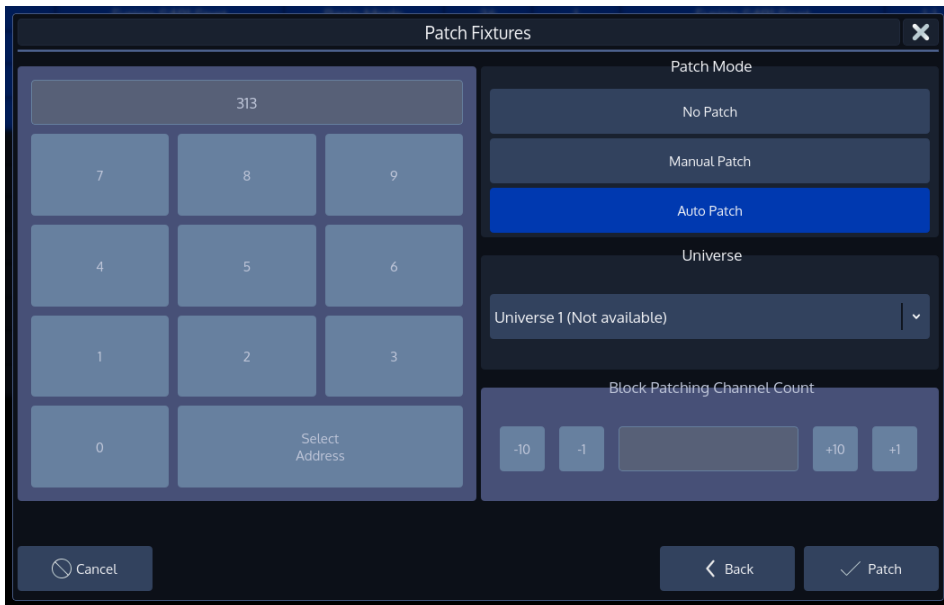 Patch Fixtures
313
7 8 9
4 5 6
1 2 3
0 Select
Address
Patch Mode
No Patch
Manual Patch
Auto Patch
Universe
Universe 1 (Not available)
Block Patching Channel Count
-10 -1 +10 +1
Cancel
Back
Patch